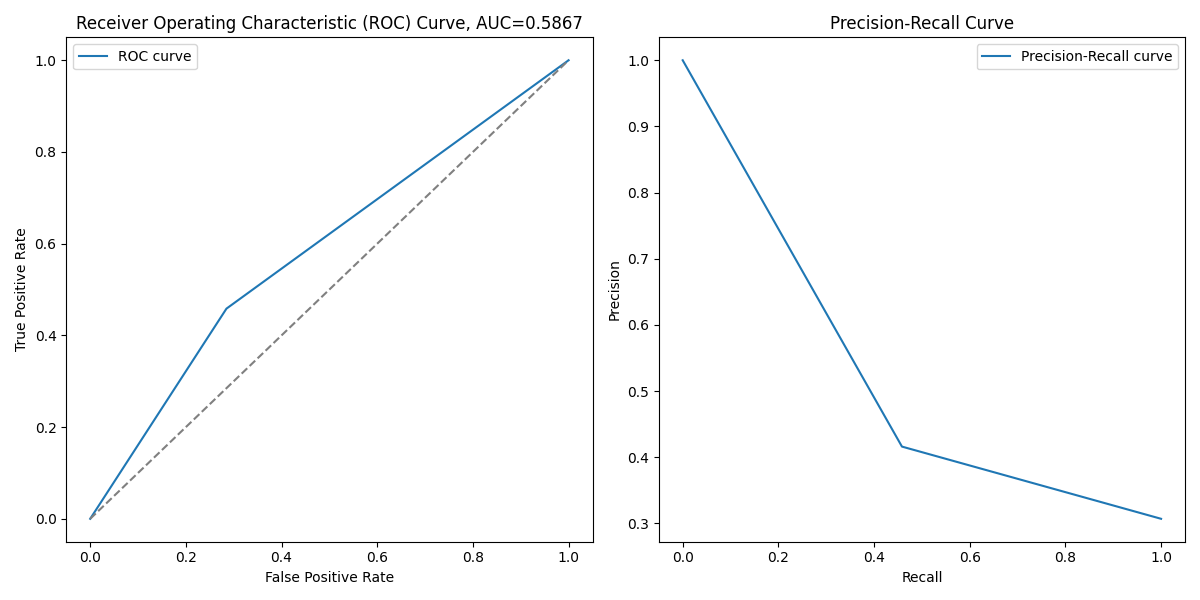 Receiver Operating Characteristic (ROC) Curve, AUC=0.5867
ROC curve
1.0
0.8
0.6
0.4
0.2
0.0
True Positive Rate
0.0 0.2 0.4 0.6 0.8 1.0
False Positive Rate
Precision-Recall Curve
Precision-Recall curve
1.0
0.9
0.8
0.7
0.6
0.5
0.4
0.3
Precision
0.0 0.2 0.4 0.6 0.8 1.0
Recall